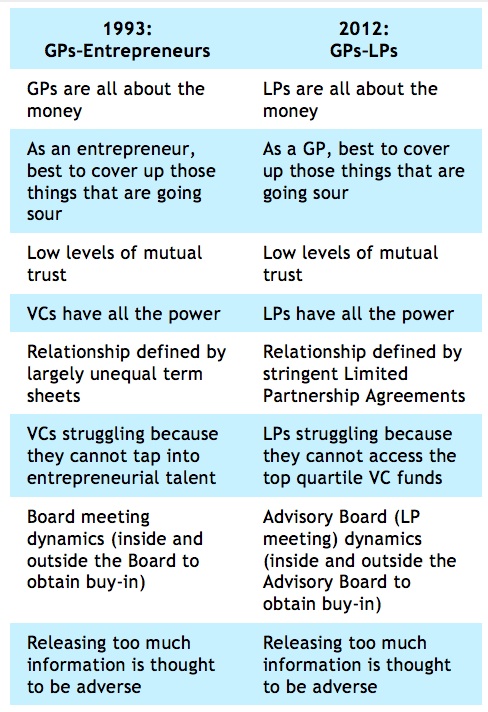 1993:
GPs-Entrepreneurs
2012:
GPs-LPs
GPs are all about the
money
LPs are all about the
money
As an entrepreneur,
best to cover up those
things that are going
sour
As a GP, best to cover
up those things that are
going sour
Low levels of mutual
trust
Low levels of mutual
trust
VCs have all the power
LPs have all the power
Relationship defined by
largely unequal term
sheets
Relationship defined by
stringent Limited
Partnership Agreements
VCs struggling because
they cannot tap into
entrepreneurial talent
LPs struggling because
they cannot access the
top quartile VC funds
Board meeting
dynamics (inside and
outside the Board to
obtain buy-in)
Advisory Board (LP
meeting) dynamics
(inside and outside the
Advisory Board to
obtain buy-in)
Releasing too much
information is thought
to be adverse
Releasing too much
information is thought
to be adverse